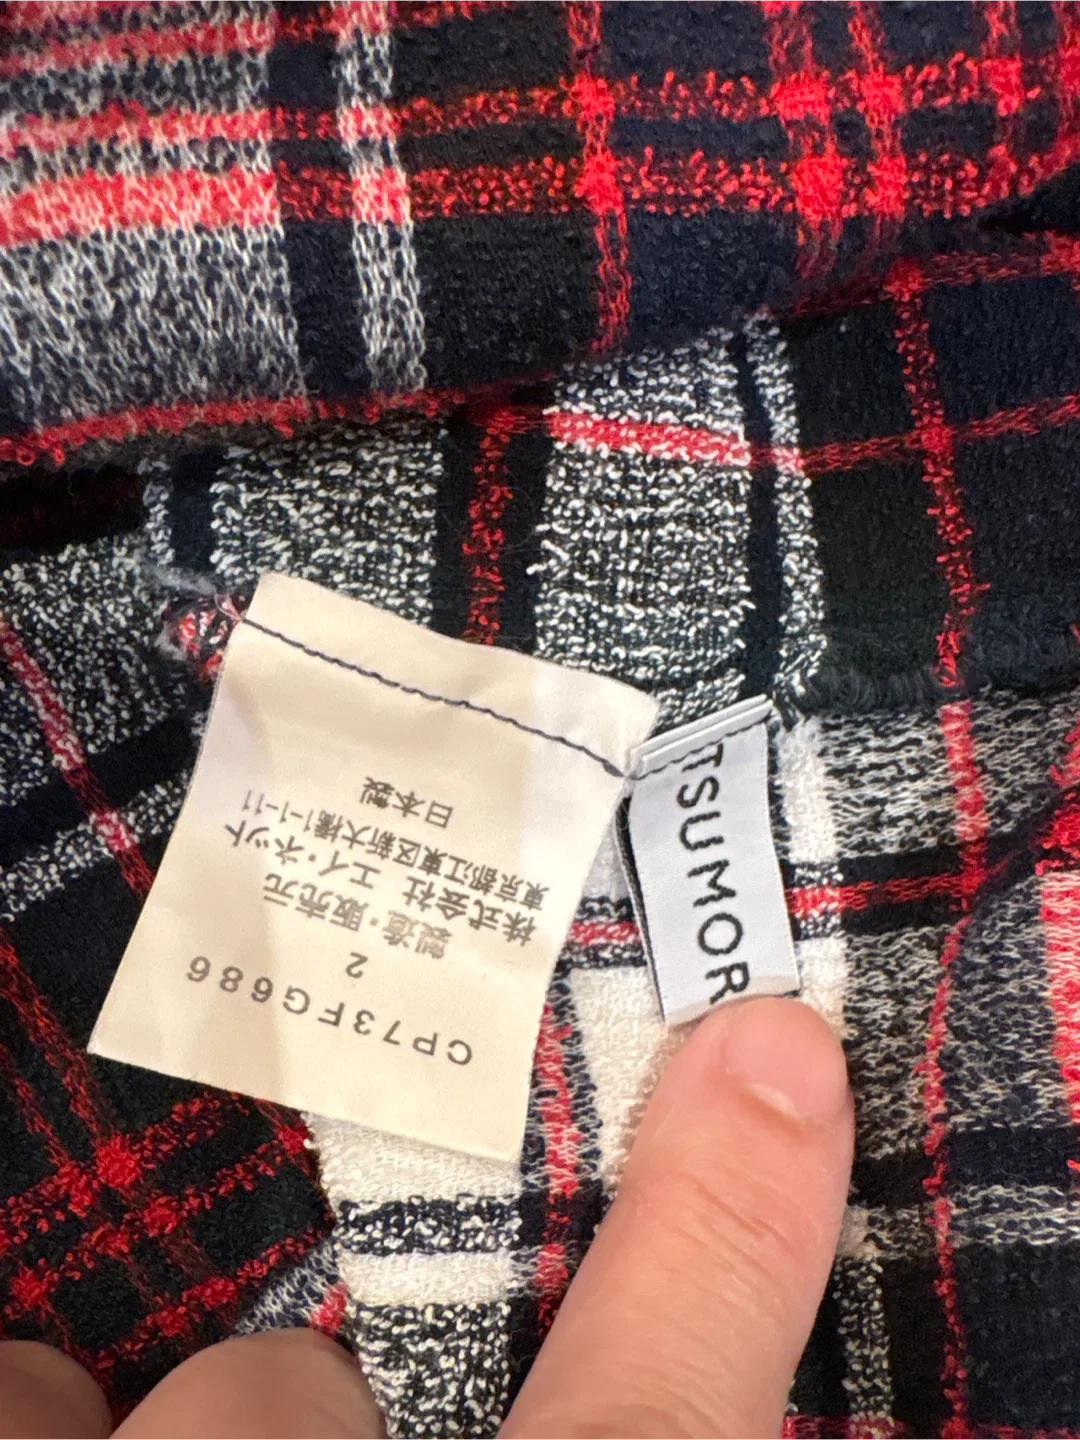 CP73FG686
2
製造・販売元
株式会社 エイ・ネット
東京都江東区新大橋1-1-11
日本製
TSUMOR